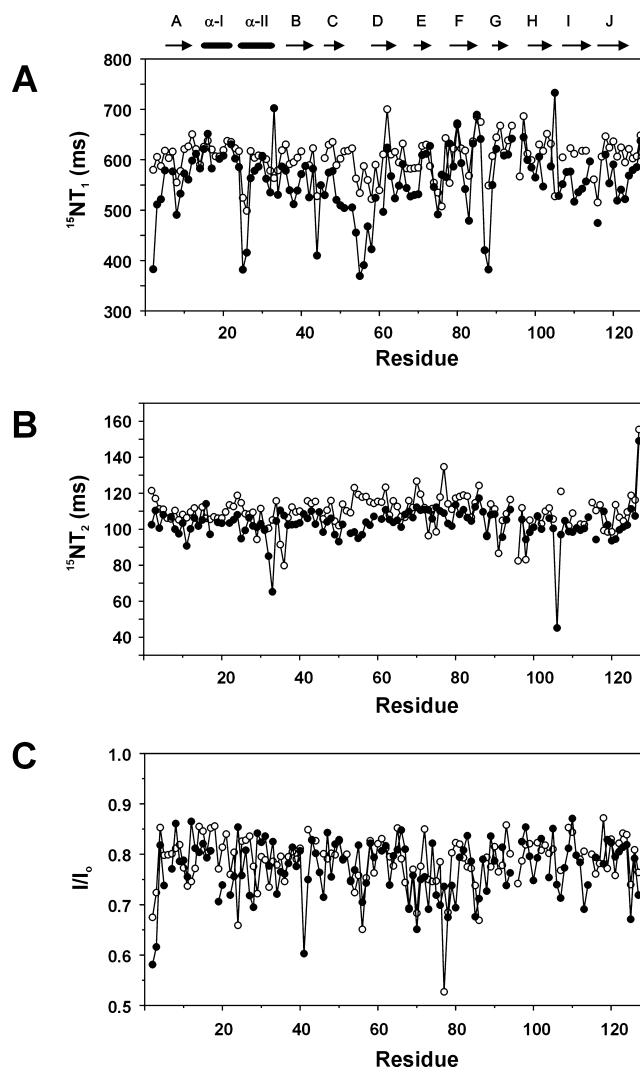 A α-I α-II B C D E F G H I J
A
800
700
600
500
400
300
¹⁵NT₁ (ms)
20 40 60 80 100 120
Residue
B
160
140
120
100
80
60
40
¹⁵NT₂ (ms)
20 40 60 80 100 120
Residue
C
1.0
0.9
0.8
0.7
0.6
0.5
I/Iₒ
20 40 60 80 100 120
Residue